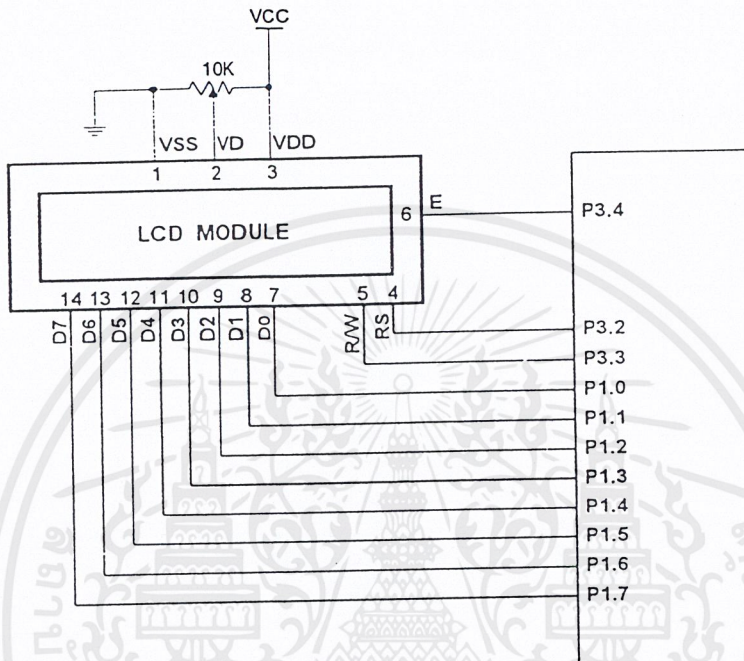 VCC
10K
VSS VD VDD
1 2 3
6 E P3.4
LCD MODULE
14 13 12 11 10 9 8 7 5 4
D7 D6 D5 D4 D3 D2 D1 D0 R/W RS
P3.2
P3.3
P1.0
P1.1
P1.2
P1.3
P1.4
P1.5
P1.6
P1.7